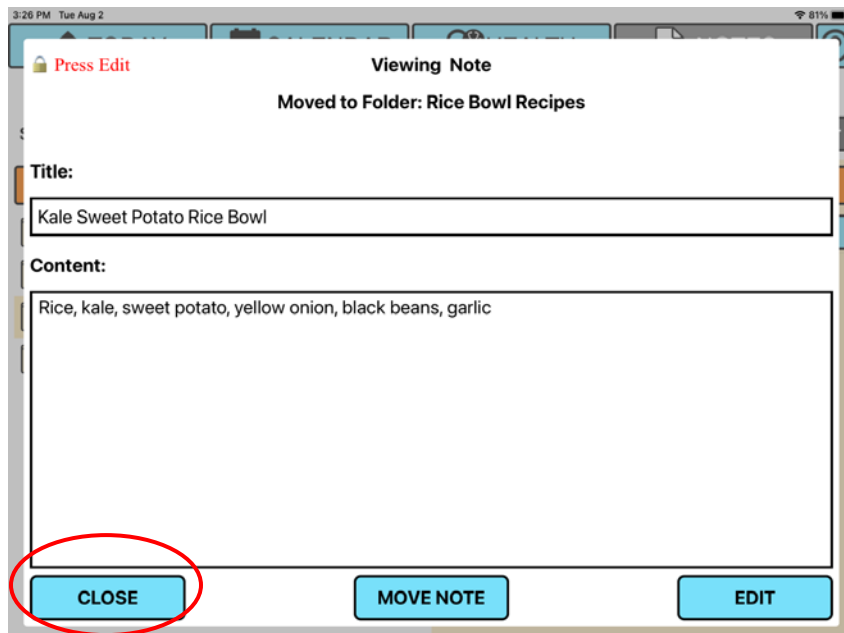 3:26 PM Tue Aug 2
81%
Press Edit
Viewing Note
Moved to Folder: Rice Bowl Recipes
Title:
Kale Sweet Potato Rice Bowl
Content:
Rice, kale, sweet potato, yellow onion, black beans, garlic
CLOSE
MOVE NOTE
EDIT